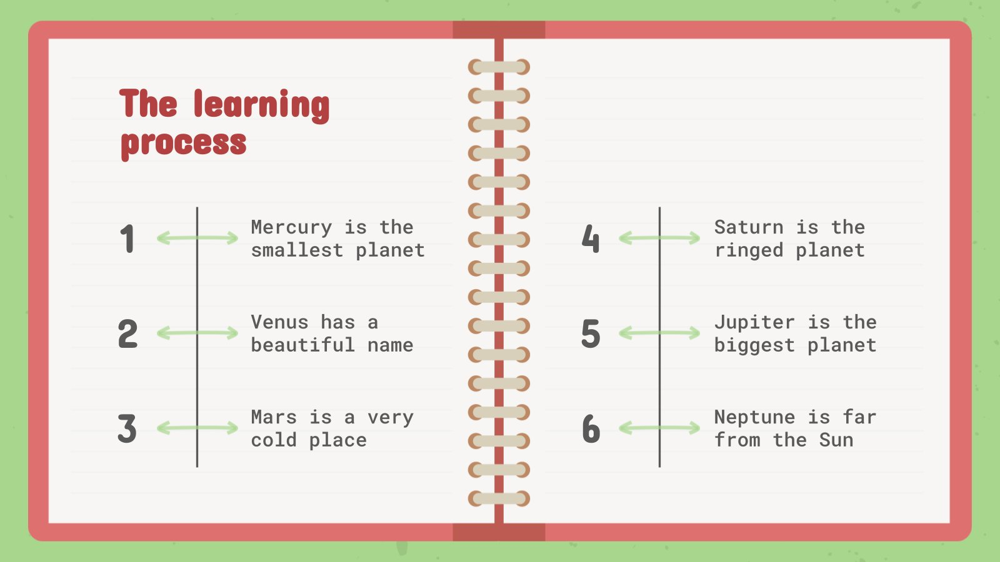 The learning
process
1
Mercury is the
smallest planet
2
Venus has a
beautiful name
3
Mars is a very
cold place
4
Saturn is the
ringed planet
5
Jupiter is the
biggest planet
6
Neptune is far
from the Sun